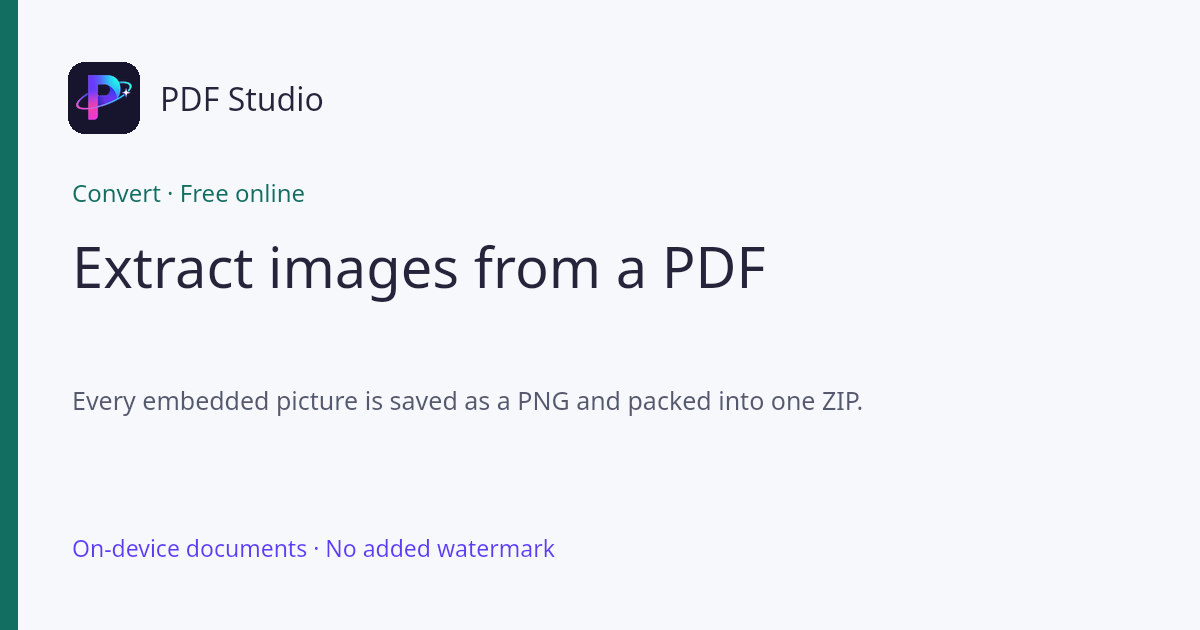 PDF Studio
Convert · Free online
Extract images from a PDF
Every embedded picture is saved as a PNG and packed into one ZIP.
On-device documents · No added watermark